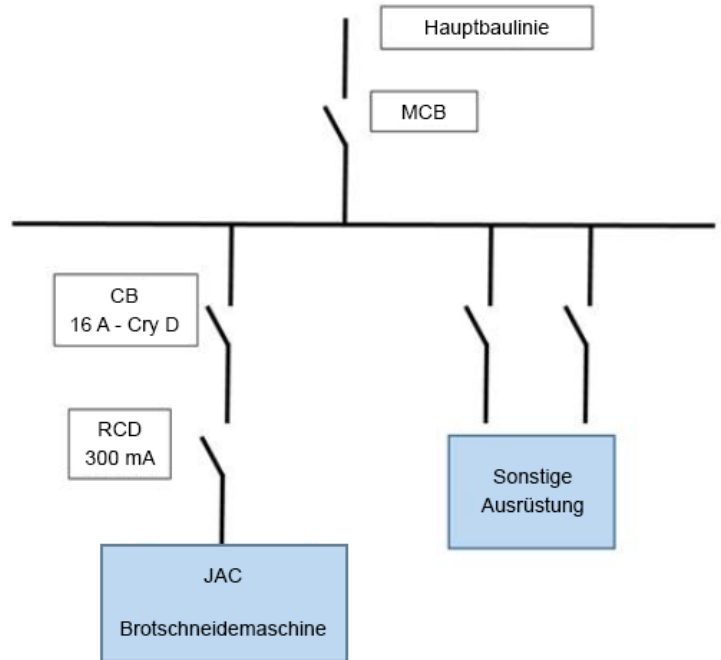 Hauptbaulinie
MCB
CB
16 A - Cry D
RCD
300 mA
Sonstige
Ausrüstung
JAC
Brotschneidemaschine